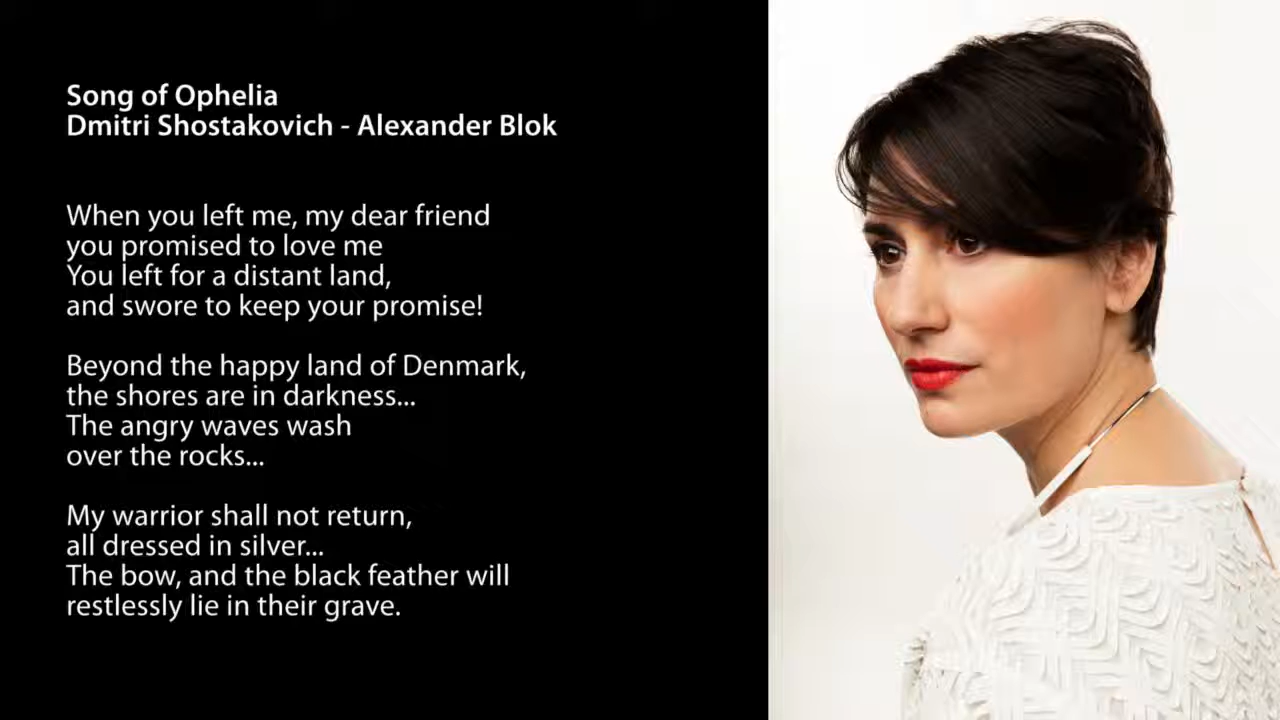 Song of Ophelia
Dmitri Shostakovich - Alexander Blok
When you left me, my dear friend
you promised to love me
You left for a distant land,
and swore to keep your promise!
Beyond the happy land of Denmark,
the shores are in darkness...
The angry waves wash
over the rocks...
My warrior shall not return,
all dressed in silver...
The bow, and the black feather will
restlessly lie in their grave.